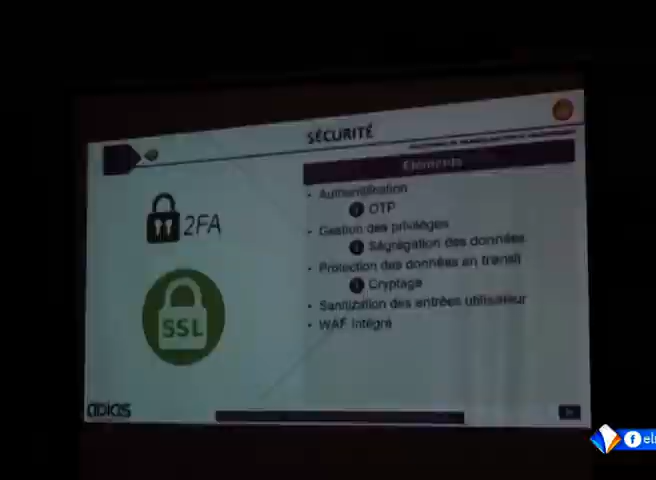 SÉCURITÉ
Eléments
2FA
SSL
• Authentification
OTP
• Gestion des privilèges
Ségrégation des données
• Protection des données en transit
Cryptage
• Sanitization des entrées utilisateur
• WAF intégré
adias